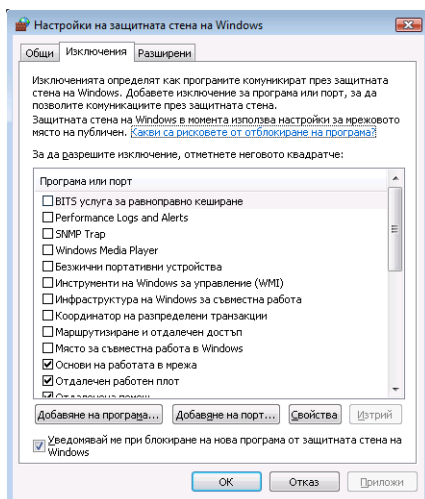 Настройки на защитната стена на Windows
Общи Изключения Разширени
Изключенията определят как програмите комуникират през защитната
стена на Windows. Добавете изключение за програма или порт, за да
позволите комуникациите през защитната стена.
Защитната стена на Windows в момента използва настройки за мрежовото
място на публичен. Какви са рисковете от отблокиране на програма?
За да разрешите изключение, отметнете неговото квадратче:
Програма или порт
BITS услуга за равноправно кеширане
Performance Logs and Alerts
SNMP Trap
Windows Media Player
Безжични портативни устройства
Инструменти на Windows за управление (WMI)
Инфраструктура на Windows за съвместна работа
Координатор на разпределени транзакции
Маршрутизиране и отдалечен достъп
Място за съвместна работа в Windows
Основи на работата в мрежа
Отдалечен работен плот
Отдалечена помощ
Добавяне на програма... Добавяне на порт... Свойства Изтрий
Уведомявай ме при блокиране на нова програма от защитната стена на
Windows
OK Отказ Приложи